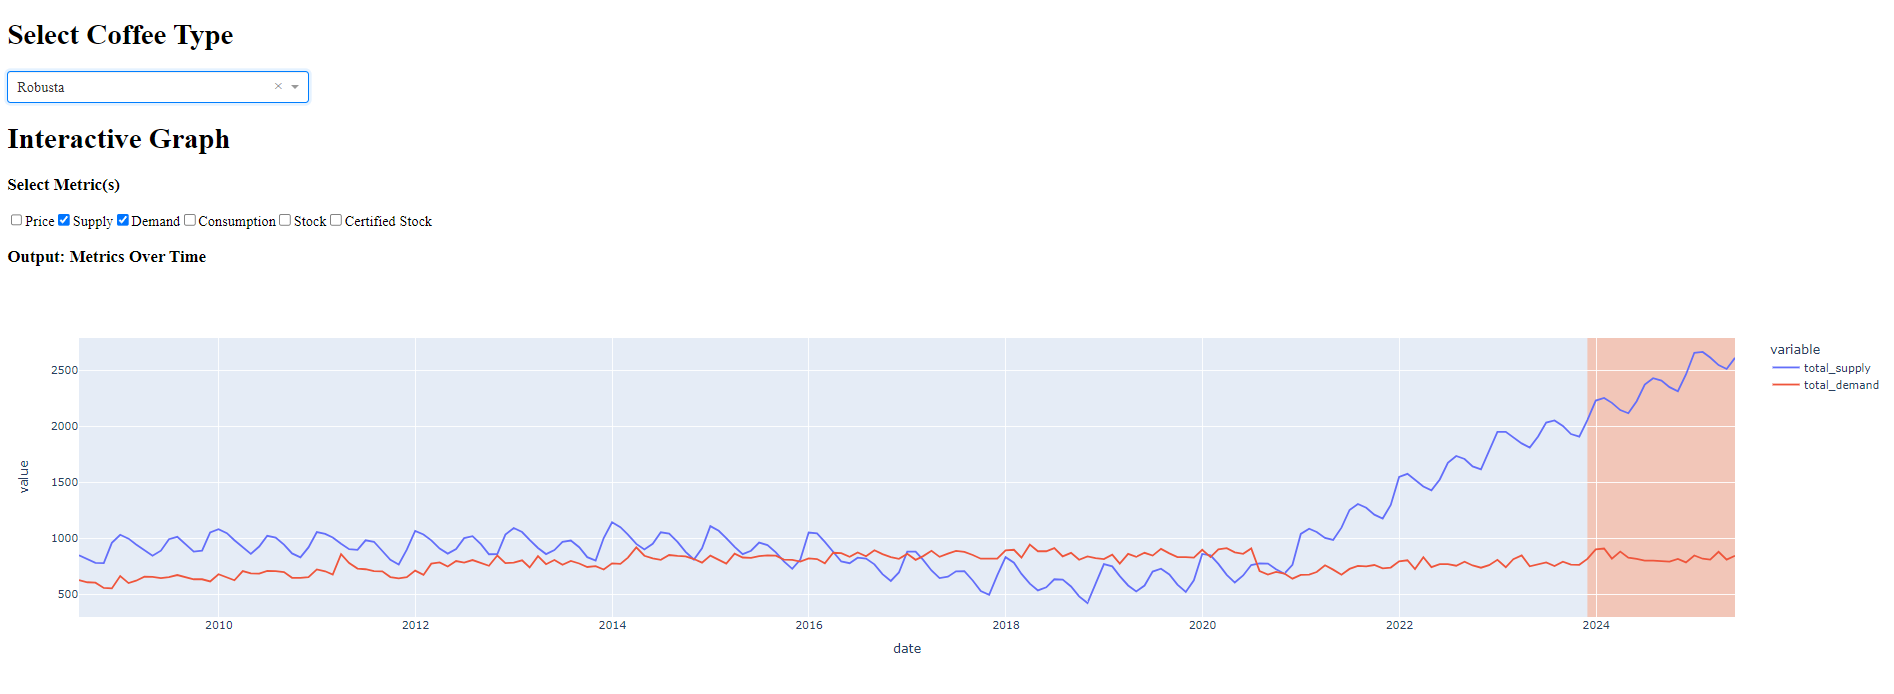 Select Coffee Type
Robusta × 
Interactive Graph
Select Metric(s)
Price Supply Demand Consumption Stock Certified Stock
Output: Metrics Over Time
variable
total_supply
total_demand
2500
2000
1500
1000
500
value
2010 2012 2014 2016 2018 2020 2022 2024
date